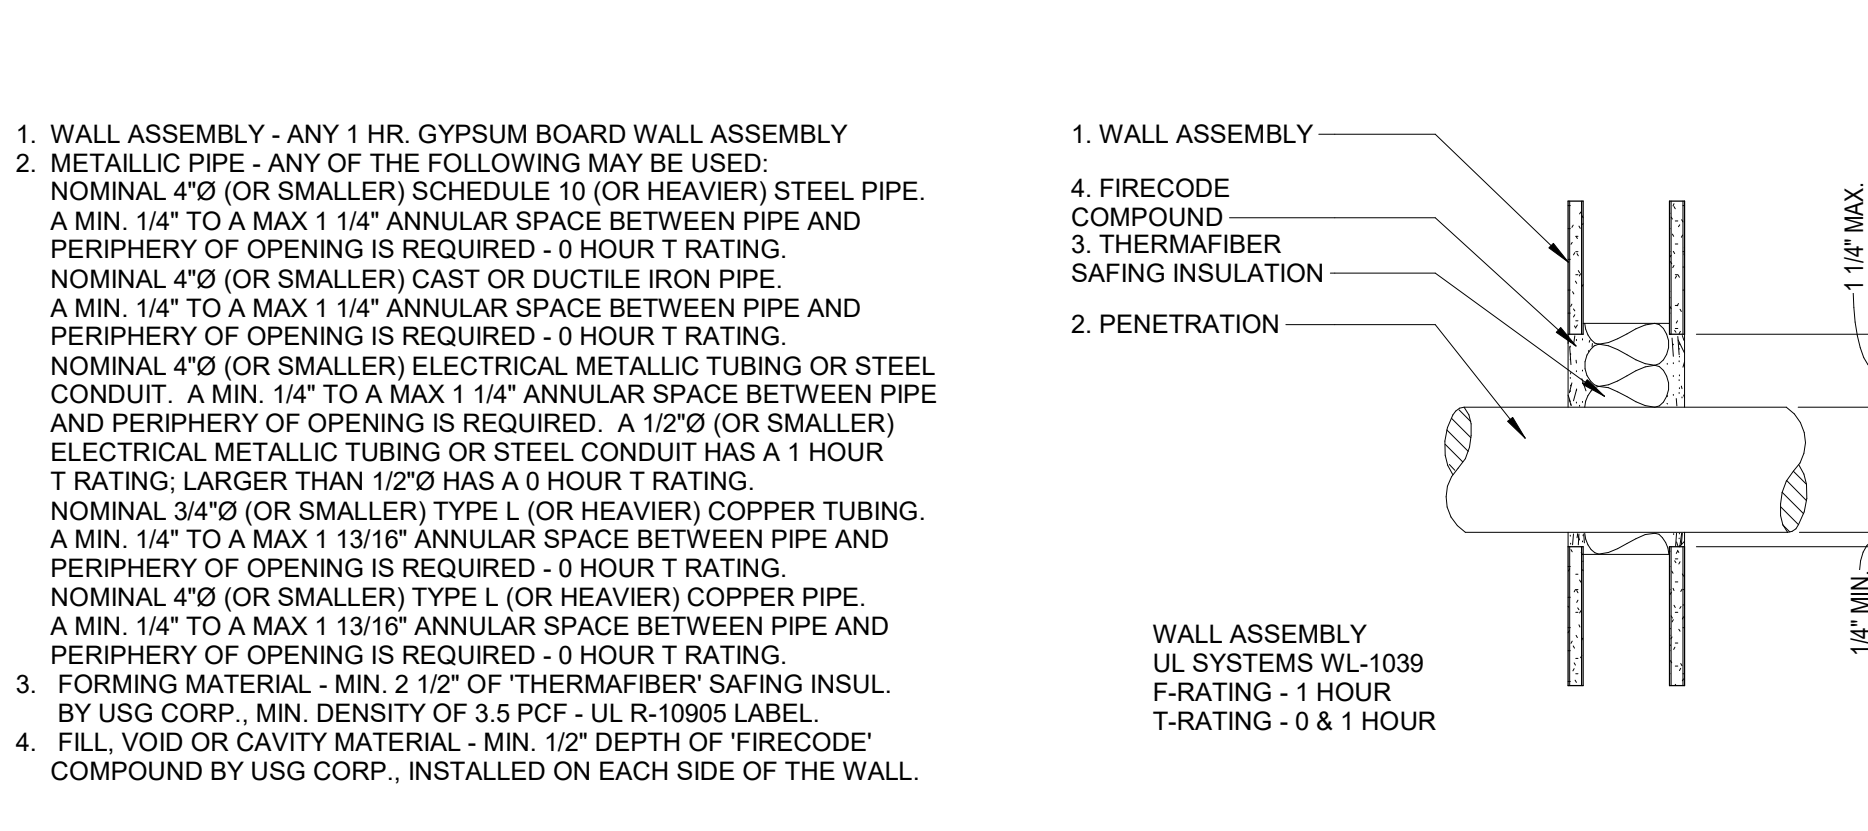 1. WALL ASSEMBLY - ANY 1 HR. GYPSUM BOARD WALL ASSEMBLY
2. METAILLIC PIPE - ANY OF THE FOLLOWING MAY BE USED:
NOMINAL 4"Ø (OR SMALLER) SCHEDULE 10 (OR HEAVIER) STEEL PIPE.
A MIN. 1/4" TO A MAX 1 1/4" ANNULAR SPACE BETWEEN PIPE AND
PERIPHERY OF OPENING IS REQUIRED - 0 HOUR T RATING.
NOMINAL 4"Ø (OR SMALLER) CAST OR DUCTILE IRON PIPE.
A MIN. 1/4" TO A MAX 1 1/4" ANNULAR SPACE BETWEEN PIPE AND
PERIPHERY OF OPENING IS REQUIRED - 0 HOUR T RATING.
NOMINAL 4"Ø (OR SMALLER) ELECTRICAL METALLIC TUBING OR STEEL
CONDUIT. A MIN. 1/4" TO A MAX 1 1/4" ANNULAR SPACE BETWEEN PIPE
AND PERIPHERY OF OPENING IS REQUIRED. A 1/2"Ø (OR SMALLER)
ELECTRICAL METALLIC TUBING OR STEEL CONDUIT HAS A 1 HOUR
T RATING; LARGER THAN 1/2"Ø HAS A 0 HOUR T RATING.
NOMINAL 3/4"Ø (OR SMALLER) TYPE L (OR HEAVIER) COPPER TUBING.
A MIN. 1/4" TO A MAX 1 13/16" ANNULAR SPACE BETWEEN PIPE AND
PERIPHERY OF OPENING IS REQUIRED - 0 HOUR T RATING.
NOMINAL 4"Ø (OR SMALLER) TYPE L (OR HEAVIER) COPPER PIPE.
A MIN. 1/4" TO A MAX 1 13/16" ANNULAR SPACE BETWEEN PIPE AND
PERIPHERY OF OPENING IS REQUIRED - 0 HOUR T RATING.
3. FORMING MATERIAL - MIN. 2 1/2" OF 'THERMAFIBER' SAFING INSUL.
BY USG CORP., MIN. DENSITY OF 3.5 PCF - UL R-10905 LABEL.
4. FILL, VOID OR CAVITY MATERIAL - MIN. 1/2" DEPTH OF 'FIRECODE'
COMPOUND BY USG CORP., INSTALLED ON EACH SIDE OF THE WALL.
1. WALL ASSEMBLY
4. FIRECODE
COMPOUND
3. THERMAFIBER
SAFING INSULATION
2. PENETRATION
1 1/4" MAX.
1/4" MIN.
WALL ASSEMBLY
UL SYSTEMS WL-1039
F-RATING - 1 HOUR
T-RATING - 0 & 1 HOUR